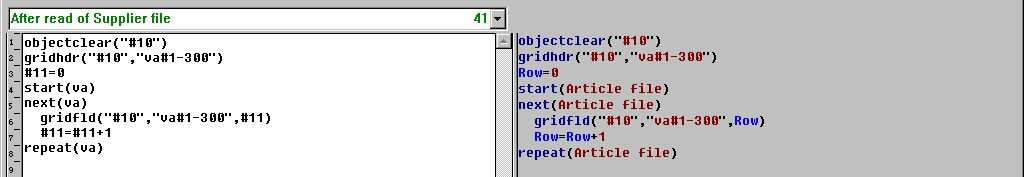 After read of Supplier file 41
1 objectclear("#10")
2 gridhdr("#10","va#1-300")
3 #11=0
4 start(va)
5 next(va)
6 gridfld("#10","va#1-300",#11)
7 #11=#11+1
8 repeat(va)
9
objectclear("#10")
gridhdr("#10","va#1-300")
Row=0
start(Article file)
next(Article file)
gridfld("#10","va#1-300",Row)
Row=Row+1
repeat(Article file)